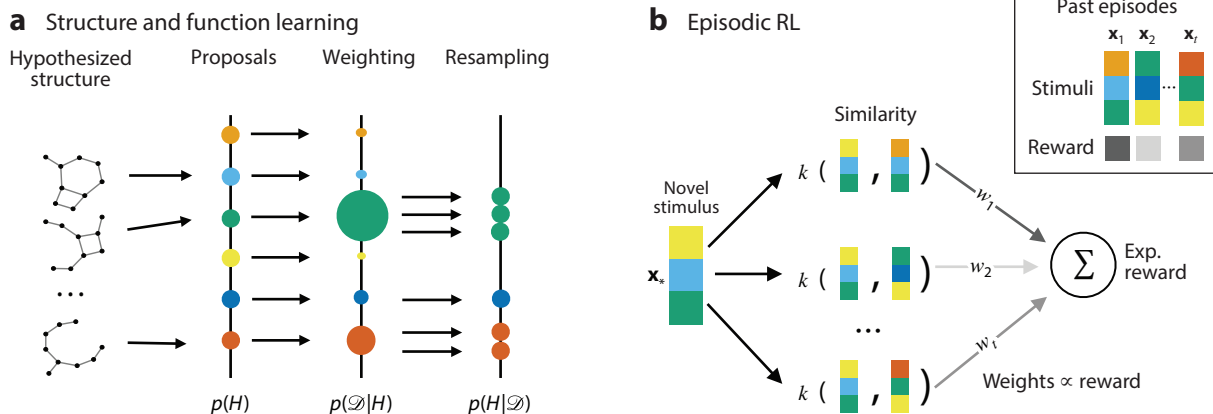 a Structure and function learning
Hypothesized
structure
Proposals
Weighting
Resampling
...
p(H)
p(𝒟|H)
p(H|𝒟)
b Episodic RL
Past episodes
x₁ x₂ xₜ
Stimuli
...
Reward
Similarity
Novel
stimulus
x*
k ( , )
w₁
k ( , )
w₂
...
k ( , )
wₜ
Σ
Exp.
reward
Weights ∝ reward